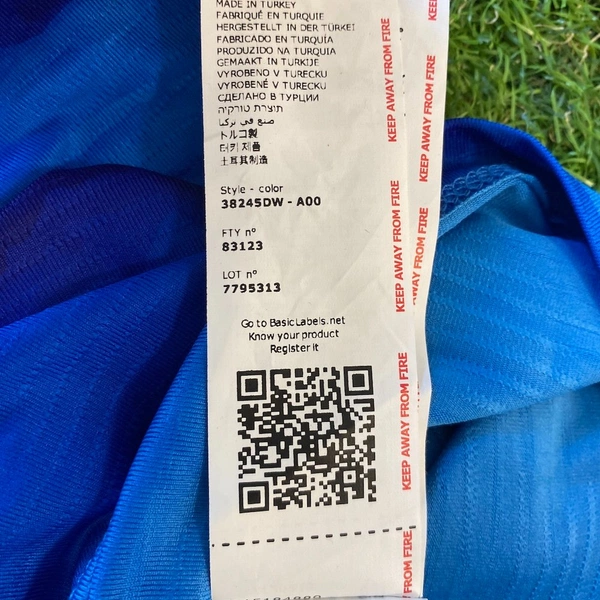 MADE IN TURKEY
FABRIQUÉ EN TURQUIE
HERGESTELLT IN DER TÜRKEI
FABRICADO EN TURQUÍA
PRODUZIDO NA TURQUIA
GEMAAKT IN TURKIJE
VYROBENO V TURECKU
VYROBENÉ V TURECKU
СДЕЛАНО В ТУРЦИИ
תוצרת טורקיה
صنع في تركيا
トルコ製
터키 제품
土耳其制造
Style - color
38245DW - A00
FTY nº
83123
LOT nº
7795313
Go to BasicLabels.net
Know your product
Register it
KEEP AWAY FROM FIRE
KEEP AWAY FROM FIRE
KEEP AWAY FROM FIRE
FROM FIRE
KEEP AWAY FROM FIRE
AWAY FROM FIRE